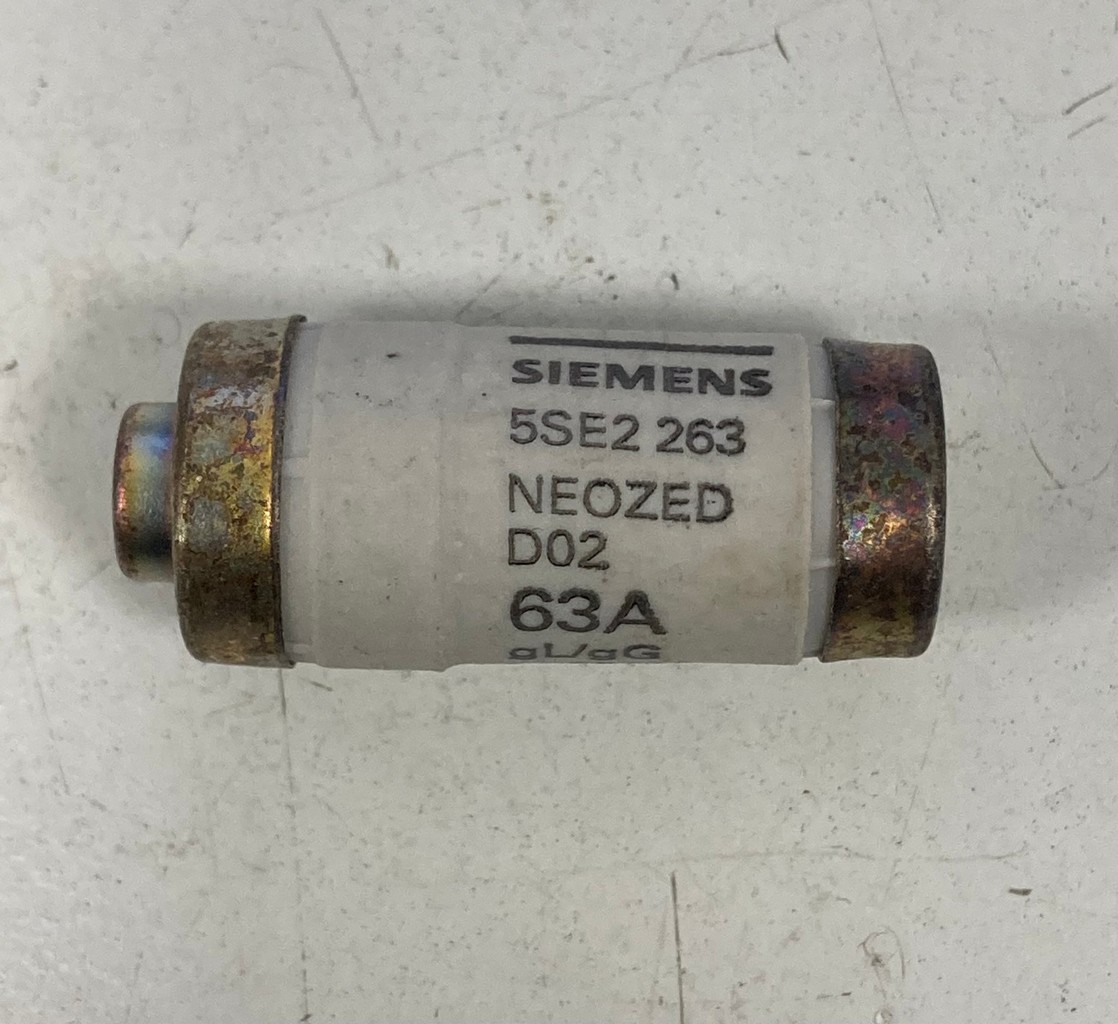 SIEMENS
5SE2 263
NEOZED
D02
63A
gL/gG